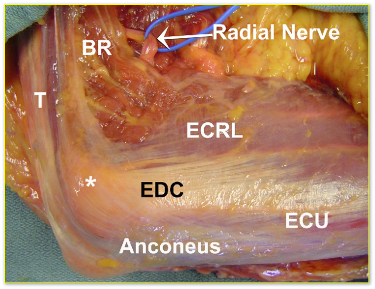 BR
Radial Nerve
T
ECRL
*
EDC
ECU
Anconeus